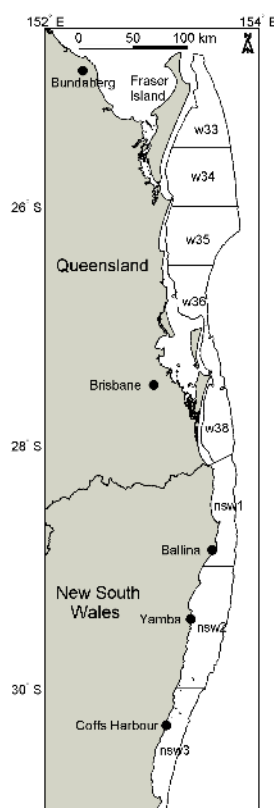 152° E
154° E
0 50 100 km
N
Bundaberg
Fraser
Island
w33
w34
26° S
w35
Queensland
w36
Brisbane
w38
28° S
nsw1
Ballina
New South
Wales
Yamba
nsw2
30° S
Coffs Harbour
nsw3